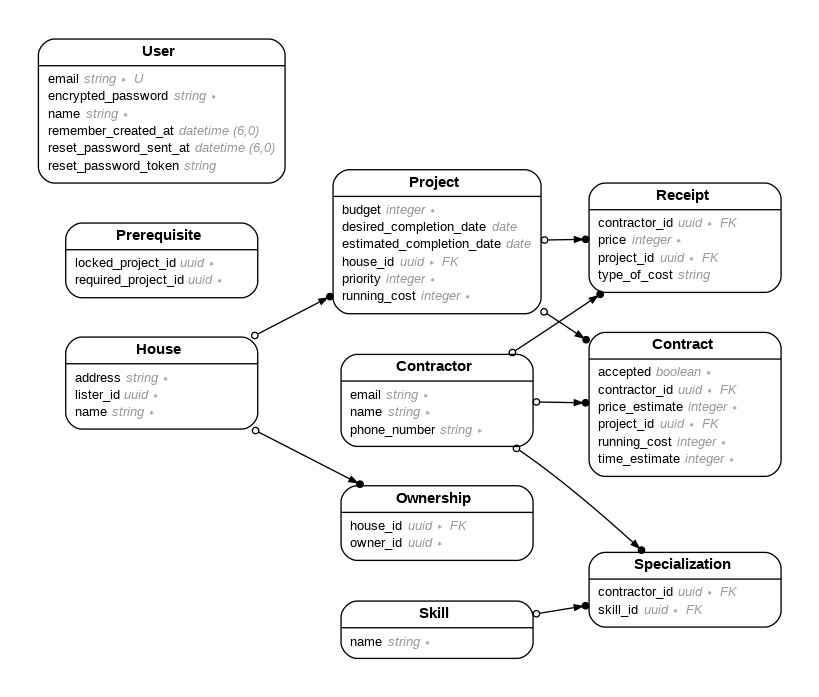 User
email string * U
encrypted_password string *
name string *
remember_created_at datetime (6,0)
reset_password_sent_at datetime (6,0)
reset_password_token string
Prerequisite
locked_project_id uuid *
required_project_id uuid *
House
address string *
lister_id uuid *
name string *
Project
budget integer *
desired_completion_date date
estimated_completion_date date
house_id uuid * FK
priority integer *
running_cost integer *
Contractor
email string *
name string *
phone_number string *
Ownership
house_id uuid * FK
owner_id uuid *
Skill
name string *
Receipt
contractor_id uuid * FK
price integer *
project_id uuid * FK
type_of_cost string
Contract
accepted boolean *
contractor_id uuid * FK
price_estimate integer *
project_id uuid * FK
running_cost integer *
time_estimate integer *
Specialization
contractor_id uuid * FK
skill_id uuid * FK